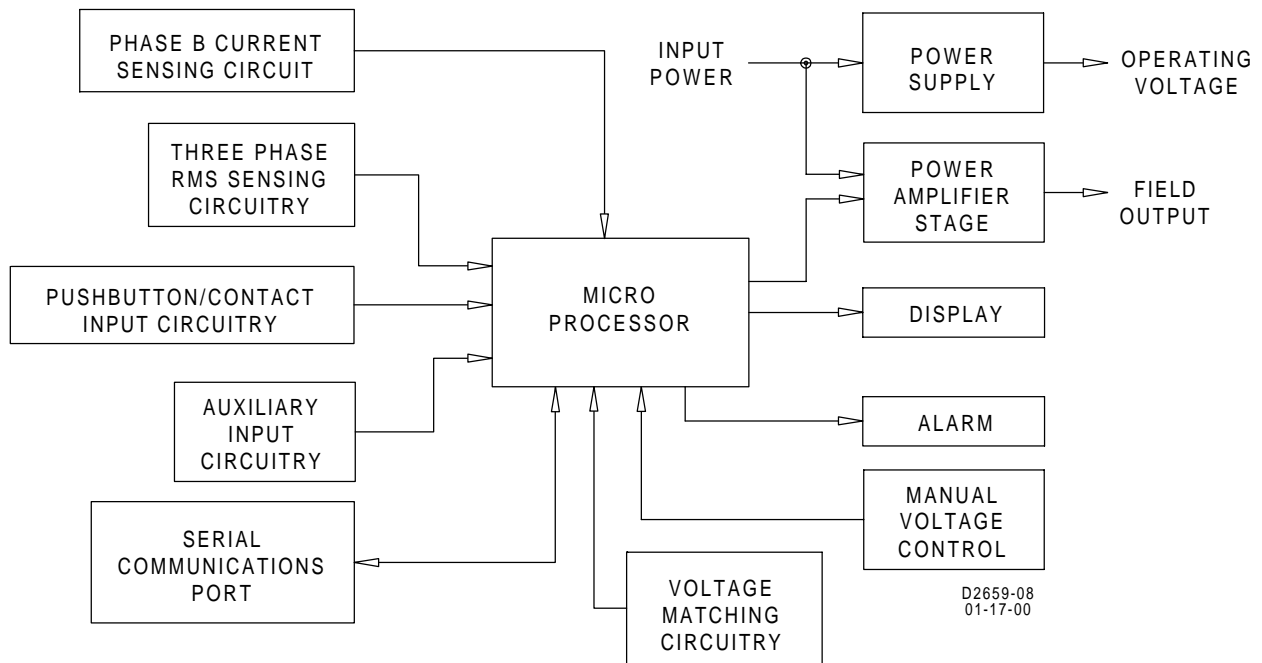 PHASE B CURRENT
SENSING CIRCUIT
INPUT
POWER
POWER
SUPPLY
OPERATING
VOLTAGE
THREE PHASE
RMS SENSING
CIRCUITRY
POWER
AMPLIFIER
STAGE
FIELD
OUTPUT
PUSHBUTTON/CONTACT
INPUT CIRCUITRY
MICRO
PROCESSOR
DISPLAY
AUXILIARY
INPUT
CIRCUITRY
ALARM
SERIAL
COMMUNICATIONS
PORT
MANUAL
VOLTAGE
CONTROL
VOLTAGE
MATCHING
CIRCUITRY
D2659-08
01-17-00